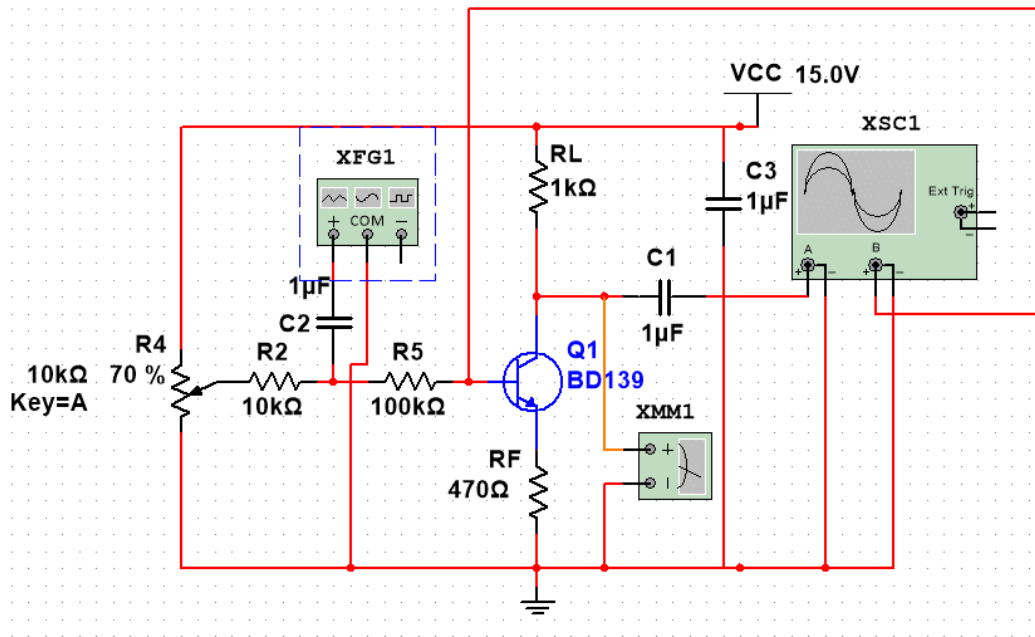 VCC 15.0V
XSC1
XFG1
RL
1kΩ
C3
1µF
Ext Trig
+
−
+ COM −
A
B
+ − + −
C1
1µF
1µF
C2
R4
10kΩ 70 %
Key=A
R2
10kΩ
R5
100kΩ
Q1
BD139
XMM1
+
−
RF
470Ω